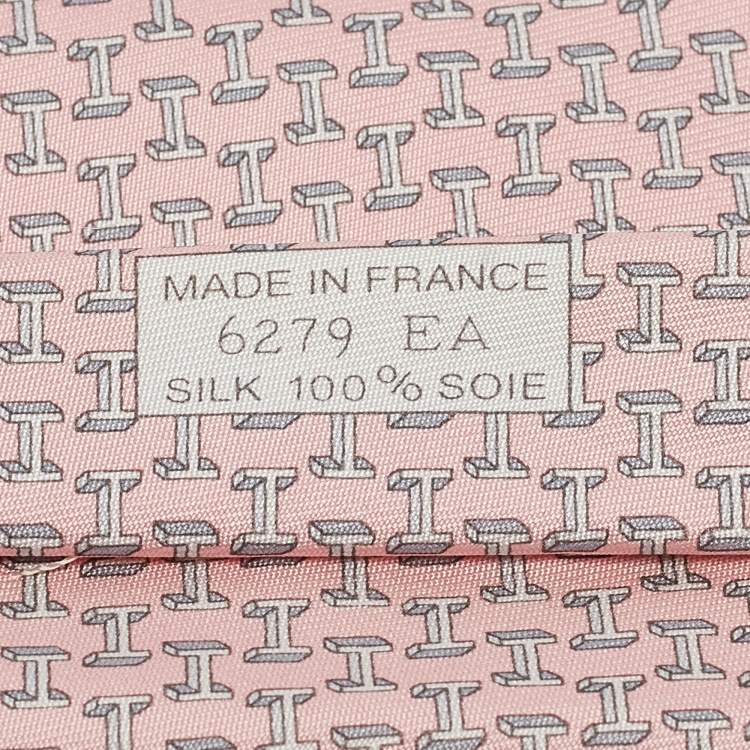 MADE IN FRANCE
6279 EA
SILK 100% SOIE